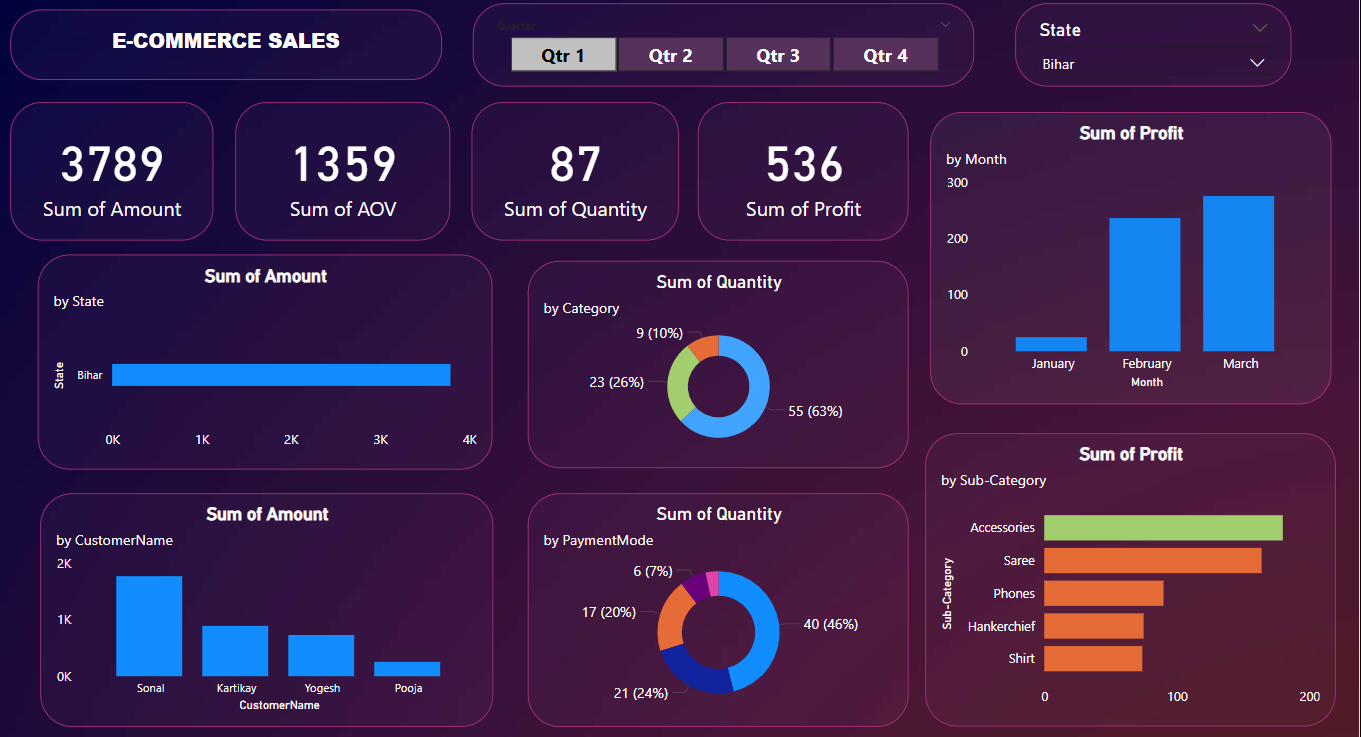 E-COMMERCE SALES
Quarter
Qtr 1
Qtr 2
Qtr 3
Qtr 4
State
Bihar
3789
Sum of Amount
1359
Sum of AOV
87
Sum of Quantity
536
Sum of Profit
Sum of Profit
by Month
300
200
100
0
January
February
March
Month
Sum of Amount
by State
State
Bihar
0K
1K
2K
3K
4K
Sum of Quantity
by Category
9 (10%)
23 (26%)
55 (63%)
Sum of Amount
by CustomerName
2K
1K
0K
Sonal
Kartikay
Yogesh
Pooja
CustomerName
Sum of Quantity
by PaymentMode
6 (7%)
17 (20%)
40 (46%)
21 (24%)
Sum of Profit
by Sub-Category
Sub-Category
Accessories
Saree
Phones
Hankerchief
Shirt
0
100
200